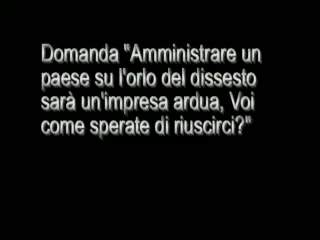 Domanda "Amministrare un
paese su l'orlo del dissesto
sarà un'impresa ardua, Voi
come sperate di riuscirci?"